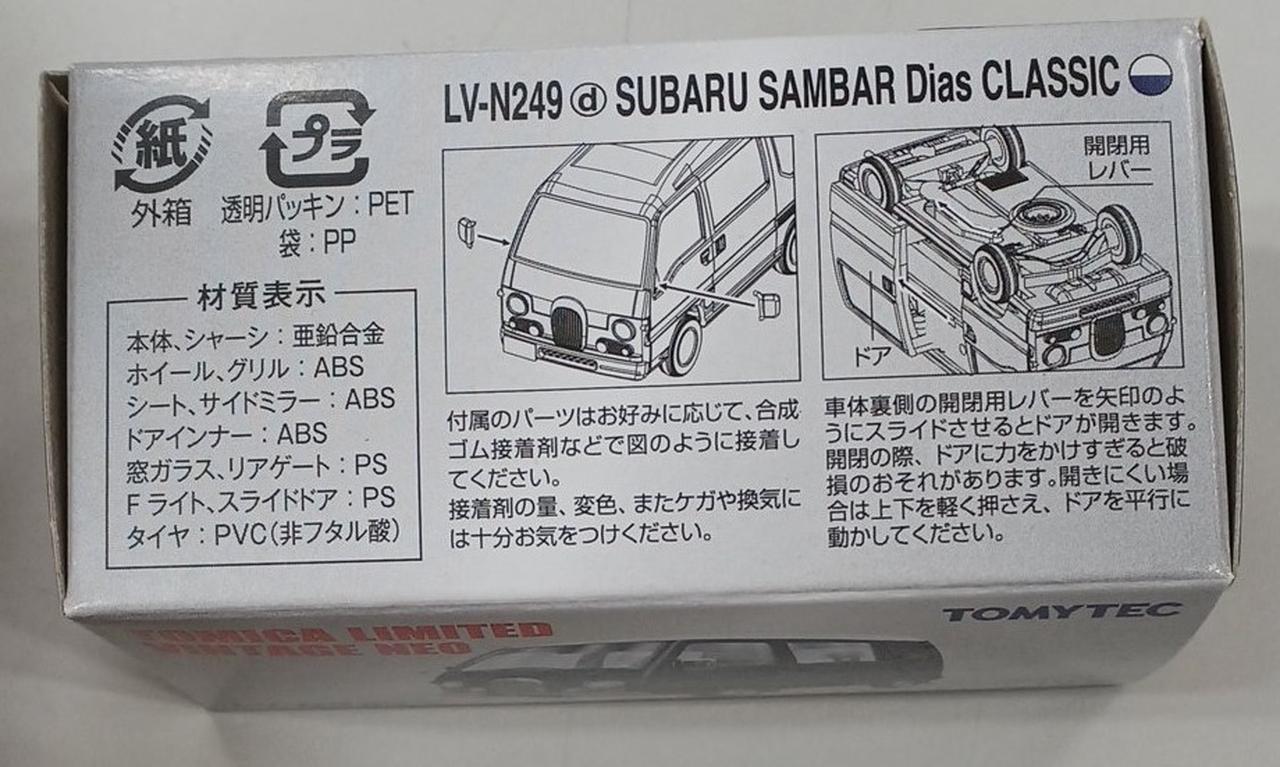 LV-N249 ⓓ SUBARU SAMBAR Dias CLASSIC
紙
外箱
プラ
透明パッキン：PET
袋：PP
材質表示
本体、シャーシ：亜鉛合金
ホイール、グリル：ABS
シート、サイドミラー：ABS
ドアインナー：ABS
窓ガラス、リアゲート：PS
Fライト、スライドドア：PS
タイヤ：PVC(非フタル酸)
付属のパーツはお好みに応じて、合成
ゴム接着剤などで図のように接着し
てください。
接着剤の量、変色、またケガや換気に
は十分お気をつけください。
開閉用
レバー
ドア
車体裏側の開閉用レバーを矢印のよ
うにスライドさせるとドアが開きます。
開閉の際、ドアに力をかけすぎると破
損のおそれがあります。開きにくい場
合は上下を軽く押さえ、ドアを平行に
動かしてください。
TOMICA LIMITED
VINTAGE NEO
TOMYTEC